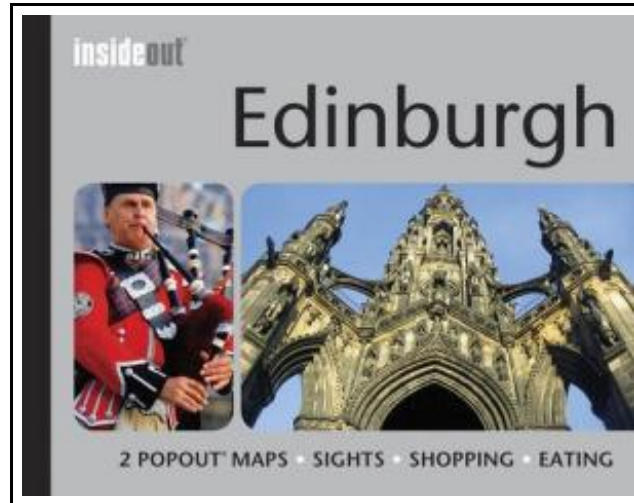 insideout®
Edinburgh
2 POPOUT® MAPS • SIGHTS • SHOPPING • EATING